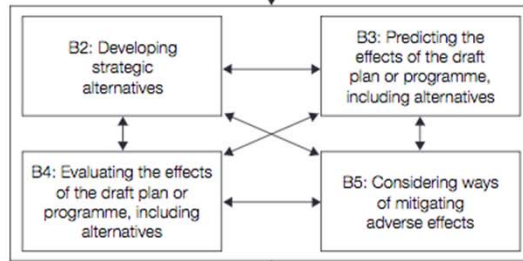 B2: Developing
strategic
alternatives
B3: Predicting the
effects of the draft
plan or programme,
including alternatives
B4: Evaluating the effects
of the draft plan or
programme, including
alternatives
B5: Considering ways
of mitigating
adverse effects